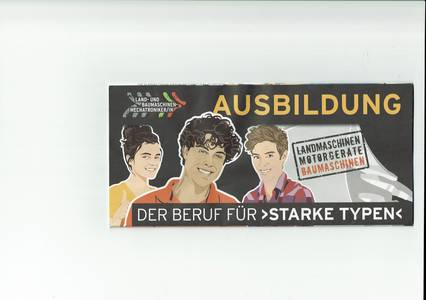 LAND- UND
BAUMASCHINEN-
MECHATRONIKER/IN
AUSBILDUNG
LANDMASCHINEN
MOTORGERÄTE
BAUMASCHINEN
DER BERUF FÜR >STARKE TYPEN<